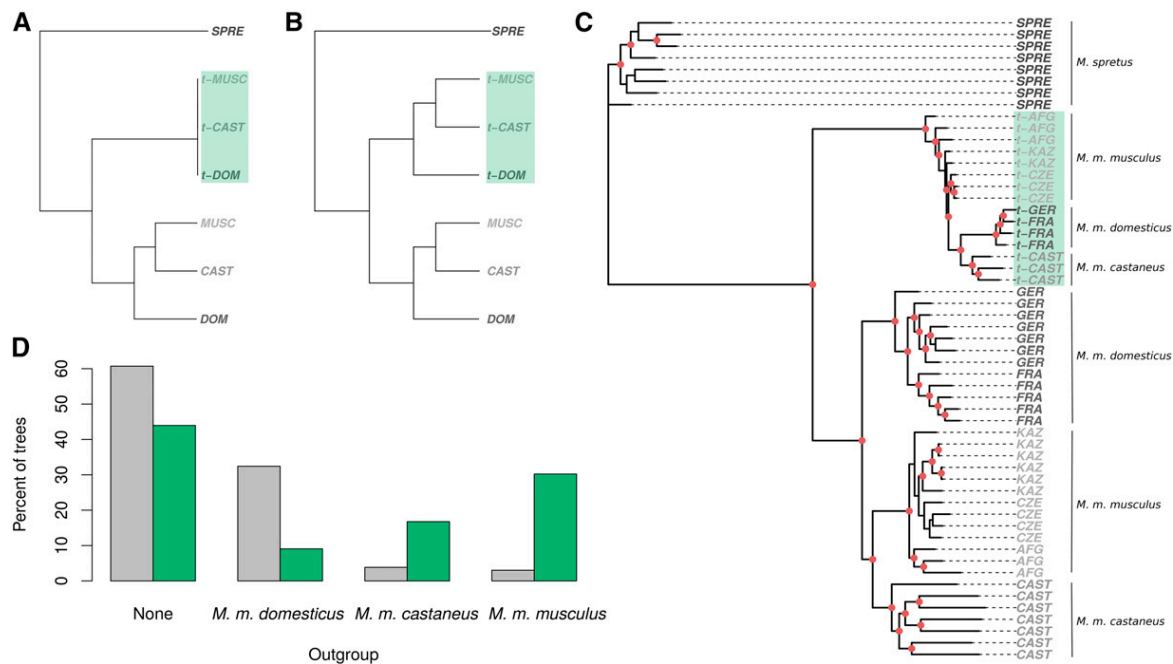 A
SPRE
t-MUSC
t-CAST
t-DOM
MUSC
CAST
DOM
B
SPRE
t-MUSC
t-CAST
t-DOM
MUSC
CAST
DOM
C
SPRE
SPRE
SPRE
SPRE
SPRE
SPRE
SPRE
SPRE
M. spretus
t-AFG
t-AFG
t-AFG
t-KAZ
t-KAZ
t-CZE
t-CZE
t-CZE
M. m. musculus
t-GER
t-FRA
t-FRA
t-FRA
M. m. domesticus
t-CAST
t-CAST
t-CAST
M. m. castaneus
GER
GER
GER
GER
GER
GER
GER
FRA
FRA
FRA
FRA
FRA
M. m. domesticus
KAZ
KAZ
KAZ
KAZ
KAZ
KAZ
CZE
CZE
CZE
CZE
AFG
AFG
AFG
M. m. musculus
CAST
CAST
CAST
CAST
CAST
CAST
CAST
M. m. castaneus
D
Percent of trees
60
50
40
30
20
10
0
None
M. m. domesticus
M. m. castaneus
M. m. musculus
Outgroup